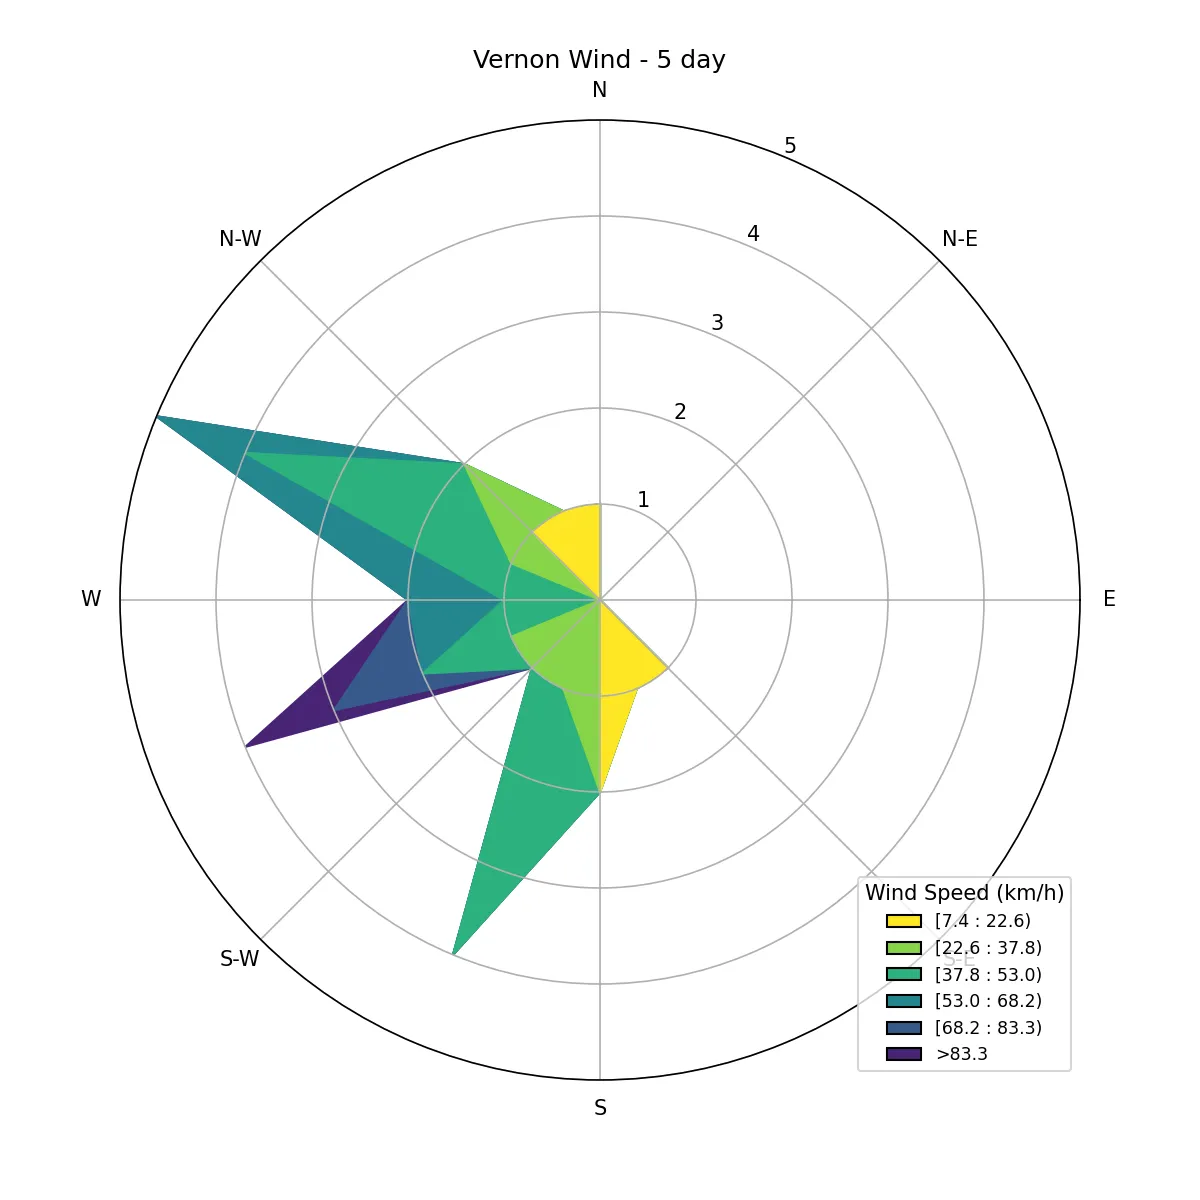 Vernon Wind - 5 day
N
5
4
N-W
N-E
3
2
1
W
E
Wind Speed (km/h)
[7.4 : 22.6)
[22.6 : 37.8)
S-W
S-E
[37.8 : 53.0)
[53.0 : 68.2)
[68.2 : 83.3)
>83.3
S